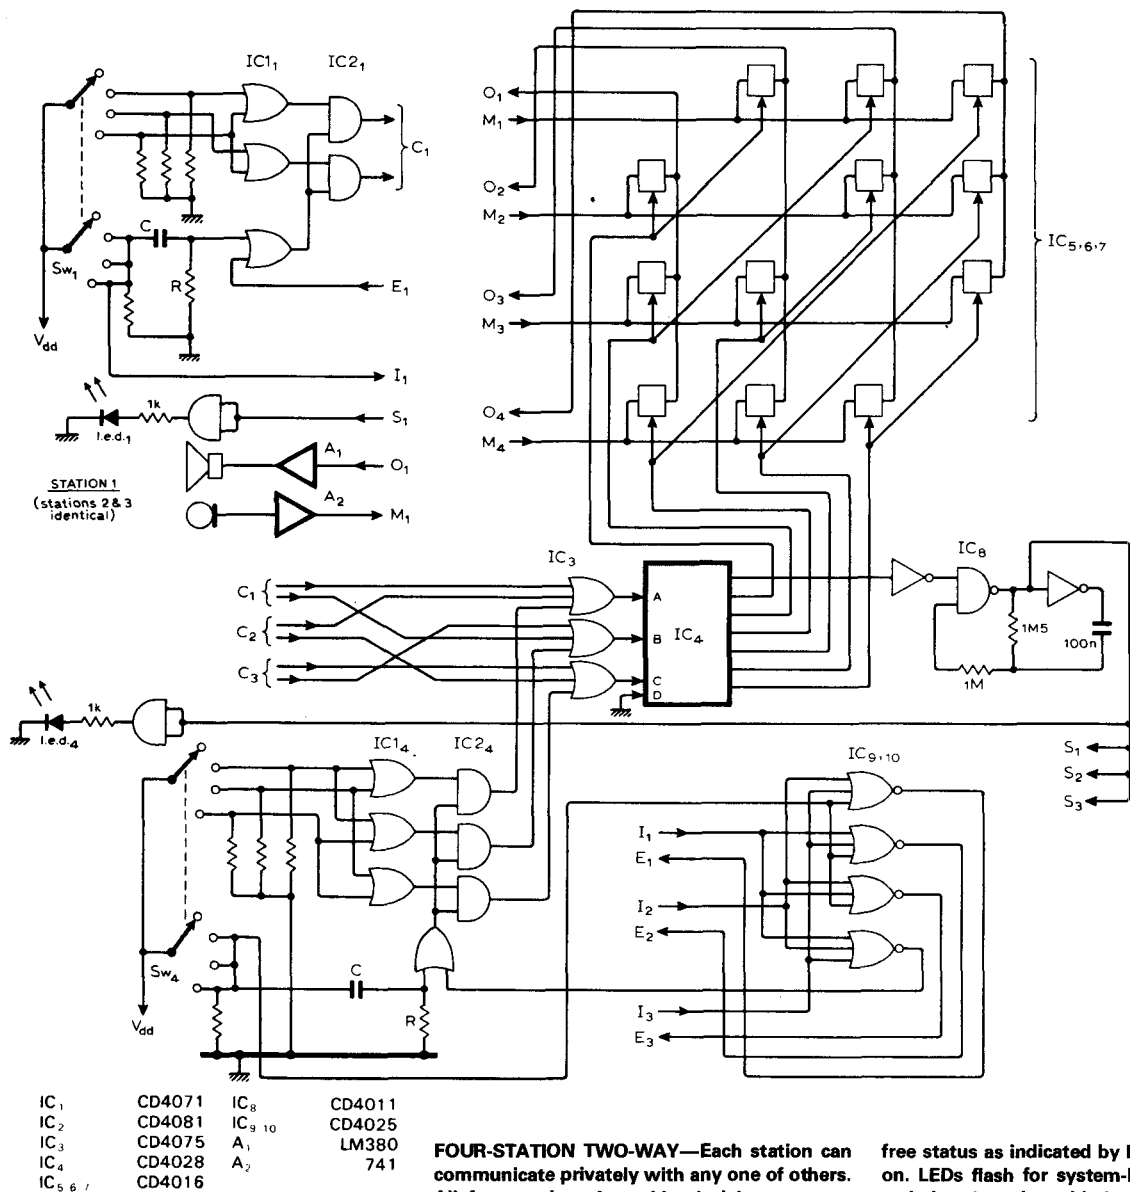 IC1₁ IC2₁
C₁
Sw₁
C
R
E₁
V_dd
I₁
1k
S₁
l.e.d.₁
A₁
O₁
STATION 1
(stations 2 & 3
identical)
A₂
M₁
O₁
M₁
O₂
M₂
O₃
M₃
O₄
M₄
IC₅,₆,₇
IC₃
C₁
C₂
C₃
A
B
C
D
IC₄
IC₈
1M5
100n
1M
1k
l.e.d.₄
S₁
S₂
S₃
IC1₄ IC2₄
Sw₄
C
R
V_dd
IC₉,₁₀
I₁
E₁
I₂
E₂
I₃
E₃
IC₁ CD4071 IC₈ CD4011
IC₂ CD4081 IC₉ ₁₀ CD4025
IC₃ CD4075 A₁ LM380
IC₄ CD4028 A₂ 741
IC₅ ₆ ₇ CD4016
FOUR-STATION TWO-WAY—Each station can
communicate privately with any one of others.
free status as indicated by
on. LEDs flash for